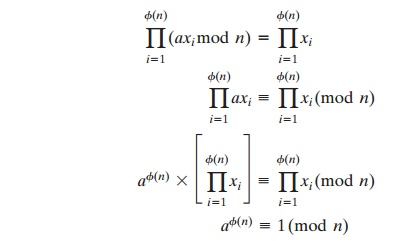 ∏_{i=1}^{ϕ(n)} (ax_i mod n) = ∏_{i=1}^{ϕ(n)} x_i
∏_{i=1}^{ϕ(n)} ax_i ≡ ∏_{i=1}^{ϕ(n)} x_i (mod n)
a^{ϕ(n)} × [∏_{i=1}^{ϕ(n)} x_i] ≡ ∏_{i=1}^{ϕ(n)} x_i (mod n)
a^{ϕ(n)} ≡ 1 (mod n)